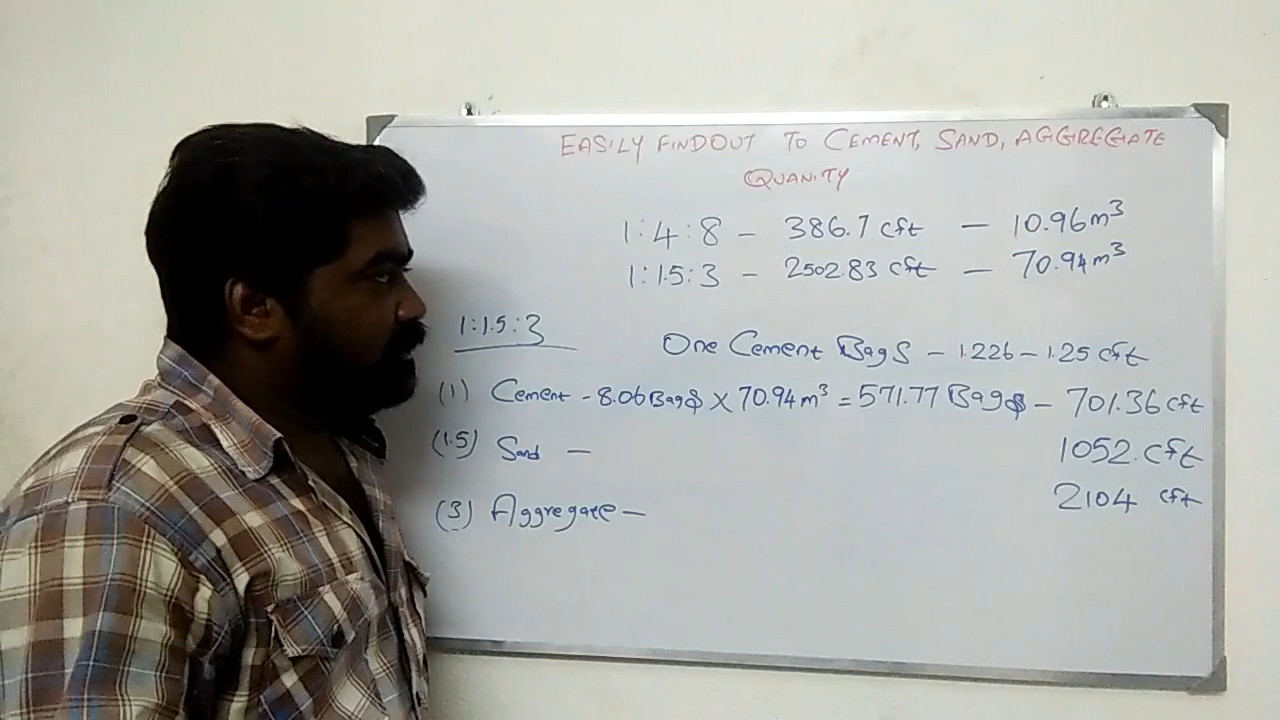 EASILY FINDOUT TO CEMENT, SAND, AGGREGATE
QUANITY
1:4:8 - 386.7 cft - 10.96m³
1:1.5:3 - 2502.83 cft - 70.94m³
1:1.5:3
One Cement Bags - 1.226 - 1.25 cft
(1) Cement - 8.06 Bags X 70.94m³ = 571.77 Bags - 701.36 cft
(1.5) Sand - 1052. cft
(3) Aggregate - 2104 cft